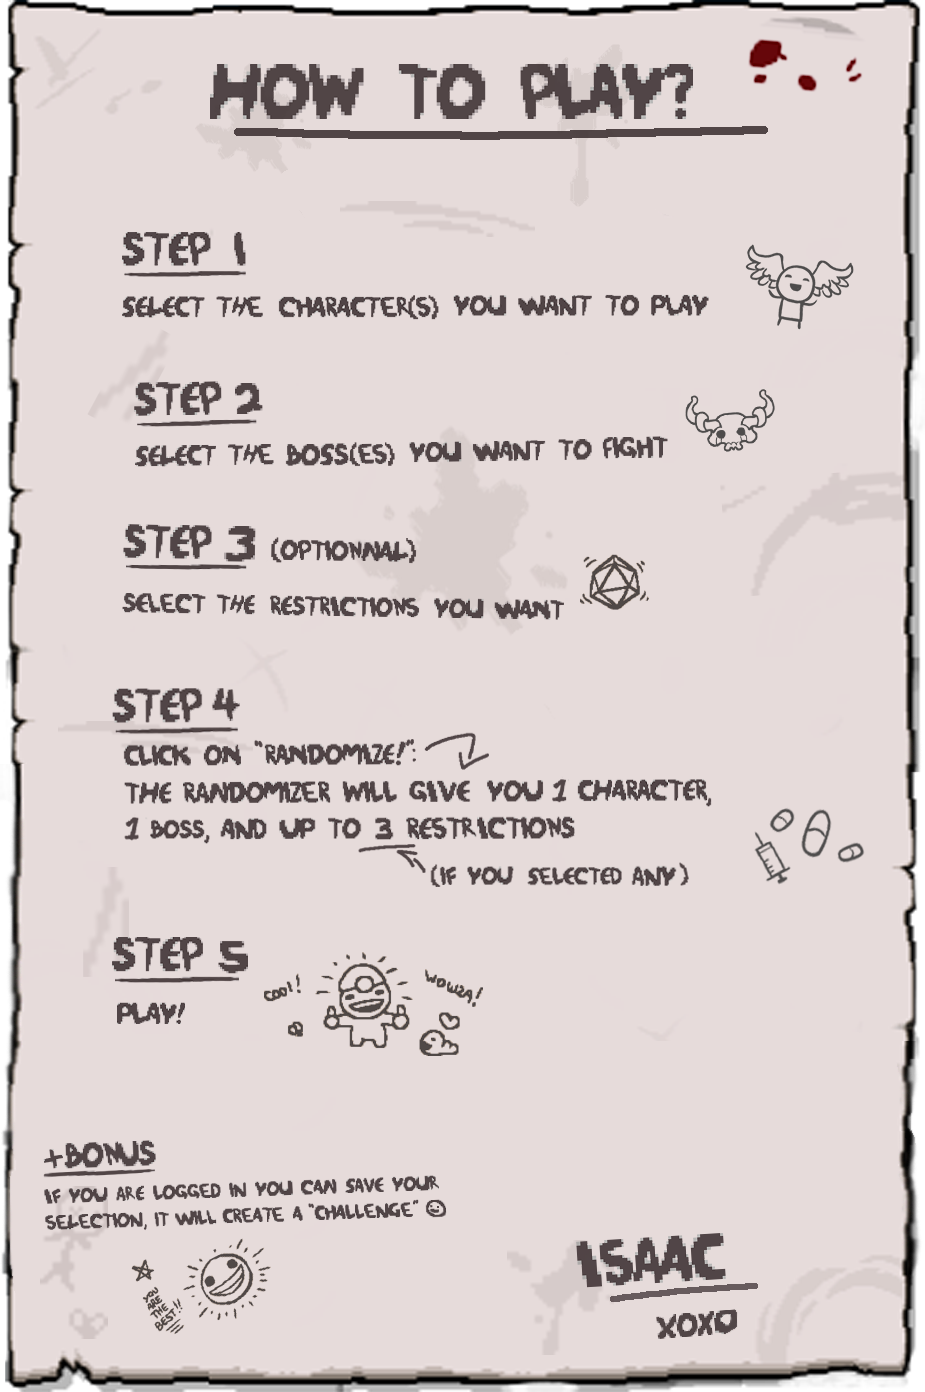 HOW TO PLAY?
STEP 1
SELECT THE CHARACTER(S) YOU WANT TO PLAY
STEP 2
SELECT THE BOSS(ES) YOU WANT TO FIGHT
STEP 3 (OPTIONNAL)
SELECT THE RESTRICTIONS YOU WANT
STEP 4
CLICK ON "RANDOMIZE!":
THE RANDOMIZER WILL GIVE YOU 1 CHARACTER,
1 BOSS, AND UP TO 3 RESTRICTIONS
(IF YOU SELECTED ANY)
STEP 5
PLAY!
COOL!
WOWZA!
+BONUS
IF YOU ARE LOGGED IN YOU CAN SAVE YOUR
SELECTION, IT WILL CREATE A "CHALLENGE" ☺
YOU
ARE
THE
BEST!!
ISAAC
XOXO